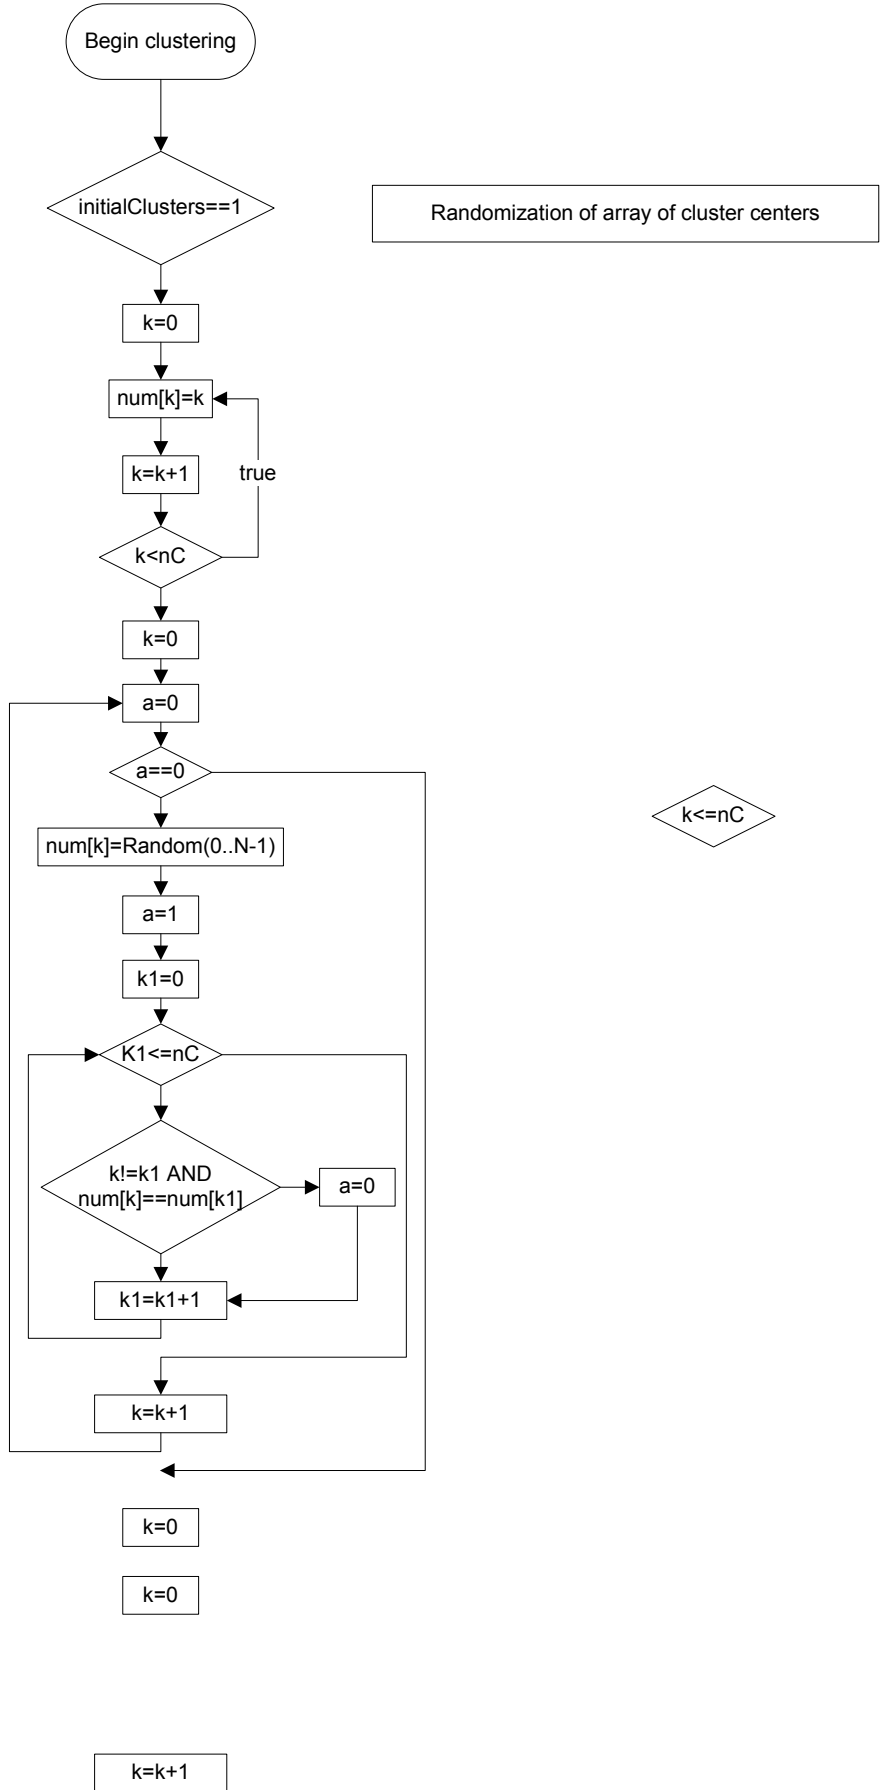 Begin clustering
initialClusters==1
Randomization of array of cluster centers
k=0
num[k]=k
k=k+1
true
k<nC
k=0
a=0
a==0
k<=nC
num[k]=Random(0..N-1)
a=1
k1=0
K1<=nC
k!=k1 AND
num[k]==num[k1]
a=0
k1=k1+1
k=k+1
k=0
k=0
k=k+1